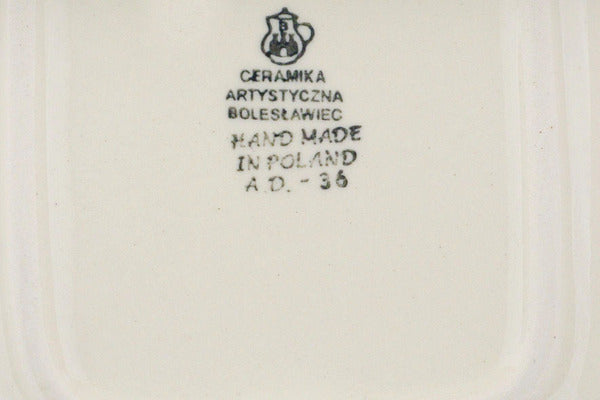 B
CERAMIKA
ARTYSTYCZNA
BOLESŁAWIEC
HAND MADE
IN POLAND
A.D. - 36